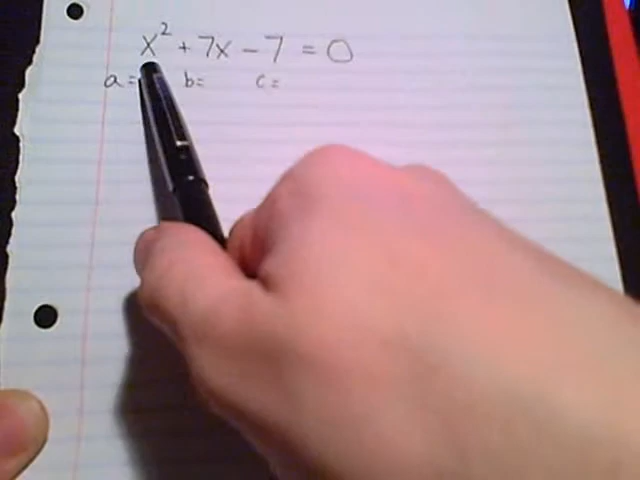 x² + 7x - 7 = 0
a= b= c=